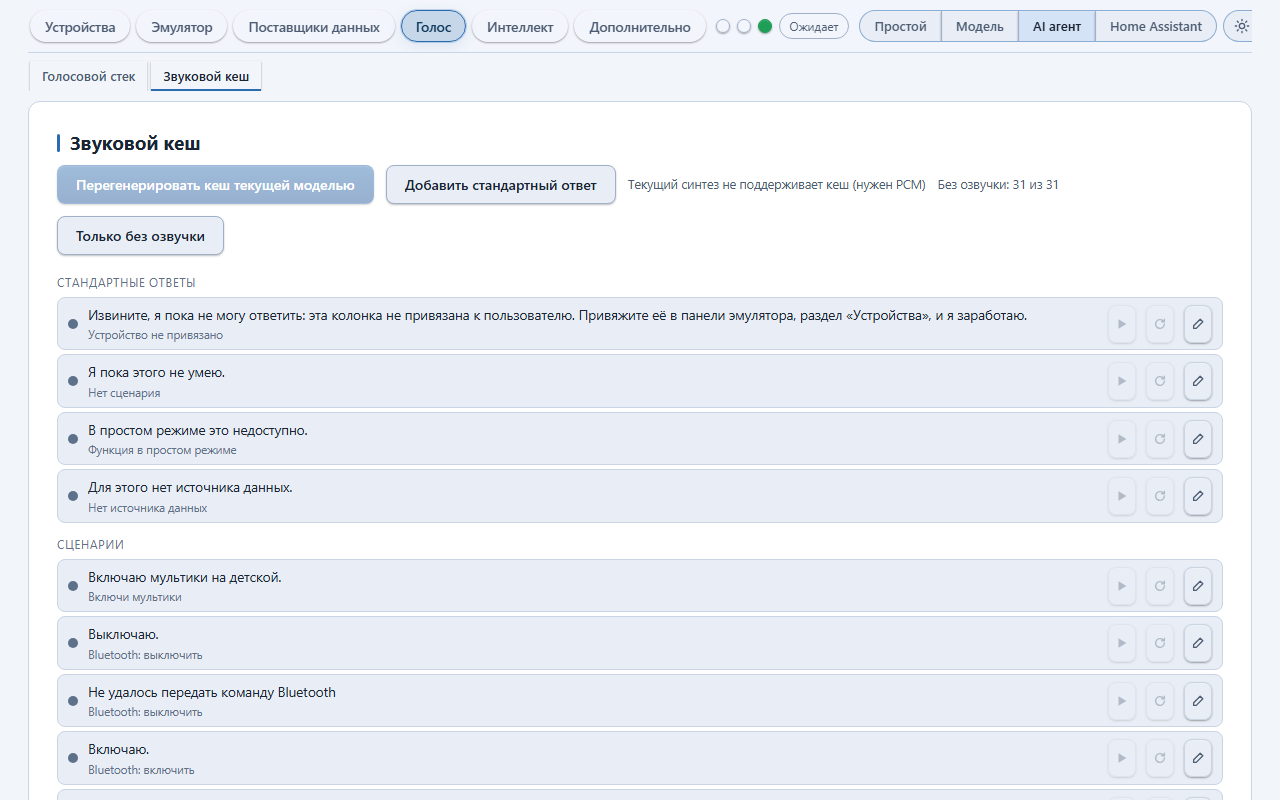 Устройства Эмулятор Поставщики данных Голос Интеллект Дополнительно Ожидает Простой Модель AI агент Home Assistant
Голосовой стек Звуковой кеш
Звуковой кеш
Перегенерировать кеш текущей моделью Добавить стандартный ответ Текущий синтез не поддерживает кеш (нужен PCM) Без озвучки: 31 из 31
Только без озвучки
СТАНДАРТНЫЕ ОТВЕТЫ
Извините, я пока не могу ответить: эта колонка не привязана к пользователю. Привяжите её в панели эмулятора, раздел «Устройства», и я заработаю.
Устройство не привязано
Я пока этого не умею.
Нет сценария
В простом режиме это недоступно.
Функция в простом режиме
Для этого нет источника данных.
Нет источника данных
СЦЕНАРИИ
Включаю мультики на детской.
Включи мультики
Выключаю.
Bluetooth: выключить
Не удалось передать команду Bluetooth
Bluetooth: выключить
Включаю.
Bluetooth: включить